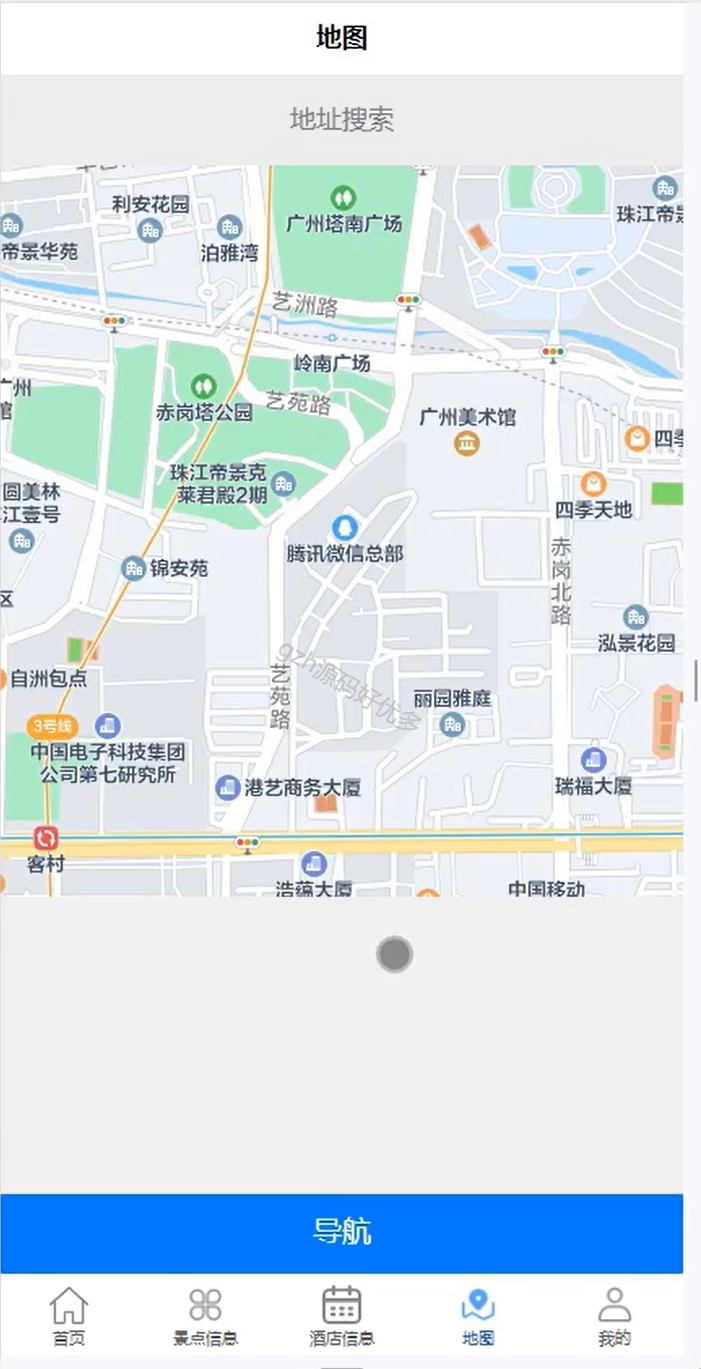 地图
地址搜索
利安花园
广州塔南广场
珠江帝景
帝景华苑
泊雅湾
艺洲路
岭南广场
广州
馆
赤岗塔公园
艺苑路
广州美术馆
四季
珠江帝景克
莱君殿2期
圆美林
江壹号
四季天地
腾讯微信总部
锦安苑
赤岗北路
区
泓景花园
自洲包点
艺苑路
gzh源码好优多
丽园雅庭
3号线
中国电子科技集团
公司第七研究所
港艺商务大厦
瑞福大厦
客村
浩蕴大厦
中国移动
导航
首页
景点信息
酒店信息
地图
我的